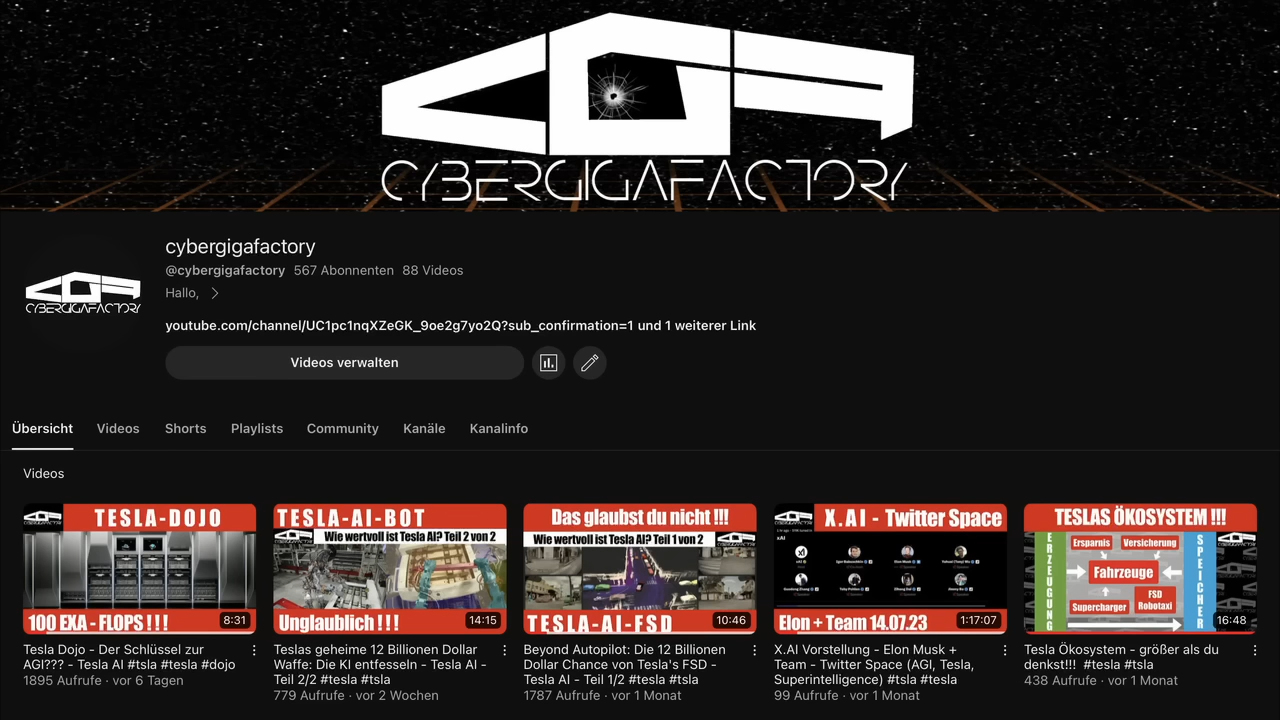 CYBERGIGAFACTORY
cybergigafactory
@cybergigafactory 567 Abonnenten 88 Videos
Hallo,
CYBERGIGAFACTORY
youtube.com/channel/UC1pc1nqXZeGK_9oe2g7yo2Q?sub_confirmation=1 und 1 weiterer Link
Videos verwalten
Übersicht Videos Shorts Playlists Community Kanäle Kanalinfo
Videos
TESLA-DOJO
100 EXA - FLOPS !!!
8:31
Tesla Dojo - Der Schlüssel zur
AGI??? - Tesla AI #tsla #tesla #dojo
1895 Aufrufe · vor 6 Tagen
TESLA-AI-BOT
Wie wertvoll ist Tesla AI? Teil 2 von 2
Unglaublich !!!
14:15
Teslas geheime 12 Billionen Dollar
Waffe: Die KI entfesseln - Tesla AI -
Teil 2/2 #tesla #tsla
779 Aufrufe · vor 2 Wochen
Das glaubst du nicht !!!
Wie wertvoll ist Tesla AI? Teil 1 von 2
TESLA-AI-FSD
10:46
Beyond Autopilot: Die 12 Billionen
Dollar Chance von Tesla's FSD -
Tesla AI - Teil 1/2 #tesla #tsla
1787 Aufrufe · vor 1 Monat
X.AI - Twitter Space
xAI
Elon + Team 14.07.23
1:17:07
X.AI Vorstellung - Elon Musk +
Team - Twitter Space (AGI, Tesla,
Superintelligence) #tsla #tesla
99 Aufrufe · vor 1 Monat
TESLAS ÖKOSYSTEM !!!
ERZEUGUNG
Ersparnis Versicherung
Fahrzeuge
Supercharger
FSD
Robotaxi
SPEICHER
16:48
Tesla Ökosystem - größer als du
denkst!!! #tesla #tsla
438 Aufrufe · vor 1 Monat